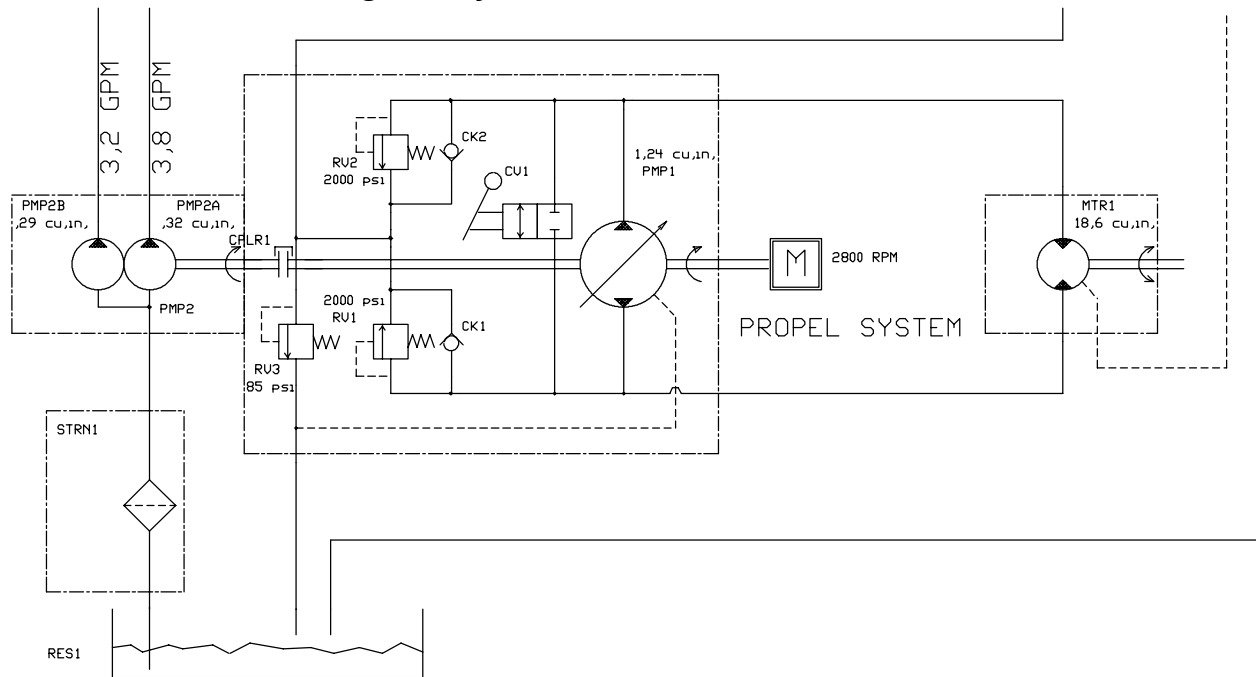 3,2 GPM
3,8 GPM
PMP2B
,29 cu,in,
PMP2A
,32 cu,in,
CPLR1
PMP2
RV2
2000 psi
CK2
CV1
1,24 cu,in,
PMP1
M
2800 RPM
MTR1
18,6 cu,in,
2000 psi
RV1
CK1
RV3
85 psi
PROPEL SYSTEM
STRN1
RES1